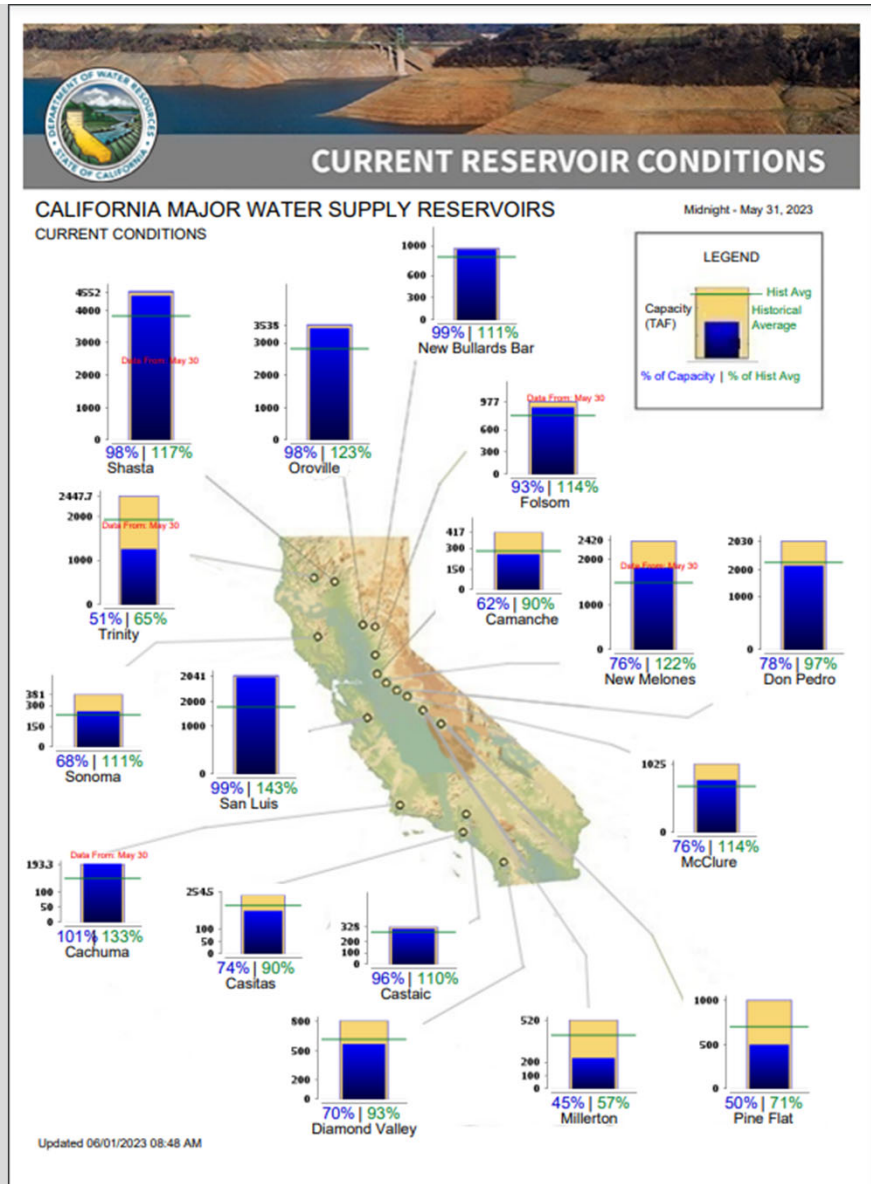 DEPARTMENT OF WATER RESOURCES
STATE OF CALIFORNIA
CURRENT RESERVOIR CONDITIONS
CALIFORNIA MAJOR WATER SUPPLY RESERVOIRS
CURRENT CONDITIONS
Midnight - May 31, 2023
LEGEND
Hist Avg
Capacity
(TAF)
Historical
Average
% of Capacity | % of Hist Avg
4552
4000
3000
2000
1000
0
Data From: May 30
98% | 117%
Shasta
3538
3000
2000
1000
0
98% | 123%
Oroville
1000
600
300
0
99% | 111%
New Bullards Bar
977
600
300
0
Data From: May 30
93% | 114%
Folsom
2447.7
2000
1000
0
Data From: May 30
51% | 65%
Trinity
417
300
150
0
62% | 90%
Camanche
2420
2000
1000
0
Data From: May 30
76% | 122%
New Melones
2030
2000
1000
0
78% | 97%
Don Pedro
381
300
150
0
68% | 111%
Sonoma
2041
2000
1000
0
99% | 143%
San Luis
1025
0
76% | 114%
McClure
193.3
100
50
0
Data From: May 30
101% | 133%
Cachuma
254.5
100
50
0
74% | 90%
Casitas
325
200
100
0
96% | 110%
Castaic
800
500
200
0
70% | 93%
Diamond Valley
520
200
100
0
45% | 57%
Millerton
1000
500
0
50% | 71%
Pine Flat
Updated 06/01/2023 08:48 AM